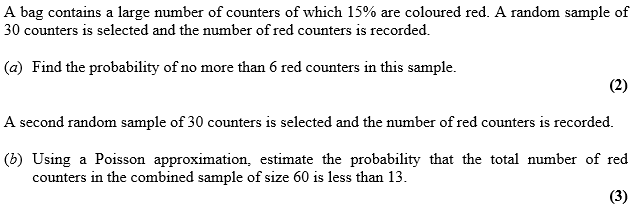 A bag contains a large number of counters of which 15% are coloured red. A random sample of
30 counters is selected and the number of red counters is recorded.
(a) Find the probability of no more than 6 red counters in this sample.
(2)
A second random sample of 30 counters is selected and the number of red counters is recorded.
(b) Using a Poisson approximation, estimate the probability that the total number of red
counters in the combined sample of size 60 is less than 13.
(3)